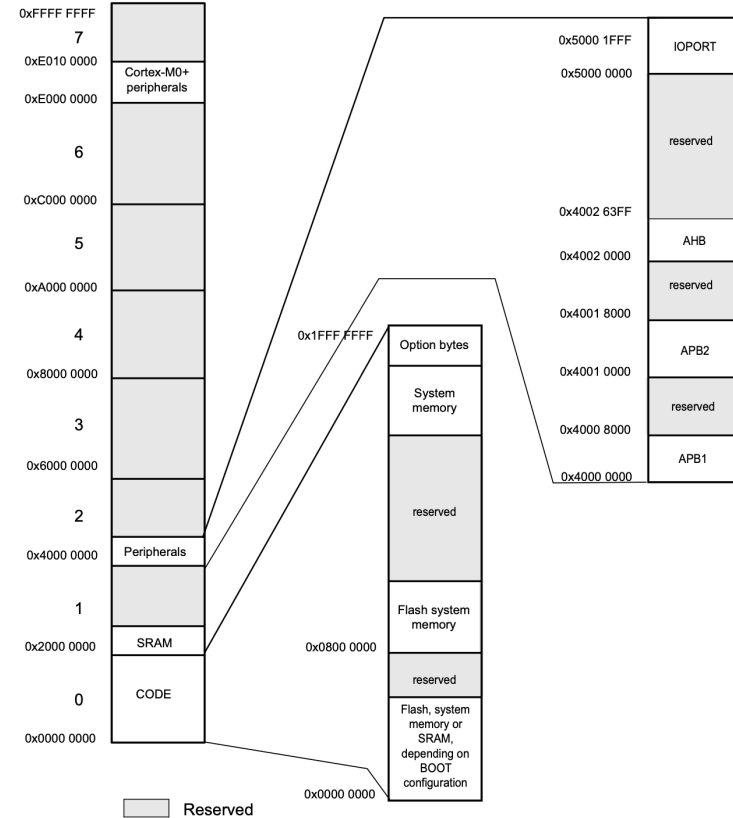 0xFFFF FFFF
7
0xE010 0000
Cortex-M0+
peripherals
0xE000 0000
6
0xC000 0000
5
0xA000 0000
4
0x8000 0000
3
0x6000 0000
2
0x4000 0000
Peripherals
1
0x2000 0000
SRAM
0
CODE
0x0000 0000
Reserved
0x1FFF FFFF
Option bytes
System
memory
reserved
Flash system
memory
0x0800 0000
reserved
Flash, system
memory or
SRAM,
depending on
BOOT
configuration
0x0000 0000
0x5000 1FFF
IOPORT
0x5000 0000
reserved
0x4002 63FF
AHB
0x4002 0000
reserved
0x4001 8000
APB2
0x4001 0000
reserved
0x4000 8000
APB1
0x4000 0000